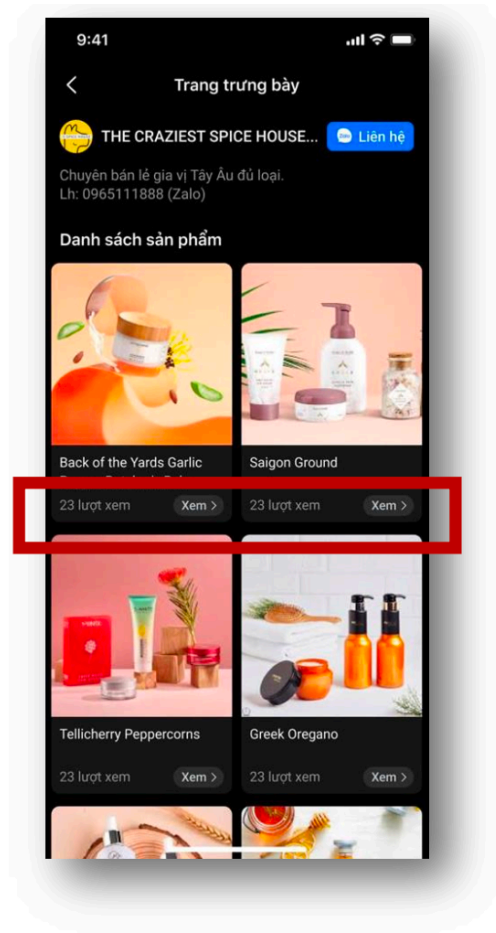 9:41
Trang trưng bày
THE CRAZIEST SPICE HOUSE...
Liên hệ
Chuyên bán lẻ gia vị Tây Âu đủ loại.
Lh: 0965111888 (Zalo)
Danh sách sản phẩm
Back of the Yards Garlic
Saigon Ground
23 lượt xem Xem >
23 lượt xem Xem >
Tellicherry Peppercorns
Greek Oregano
23 lượt xem Xem >
23 lượt xem Xem >